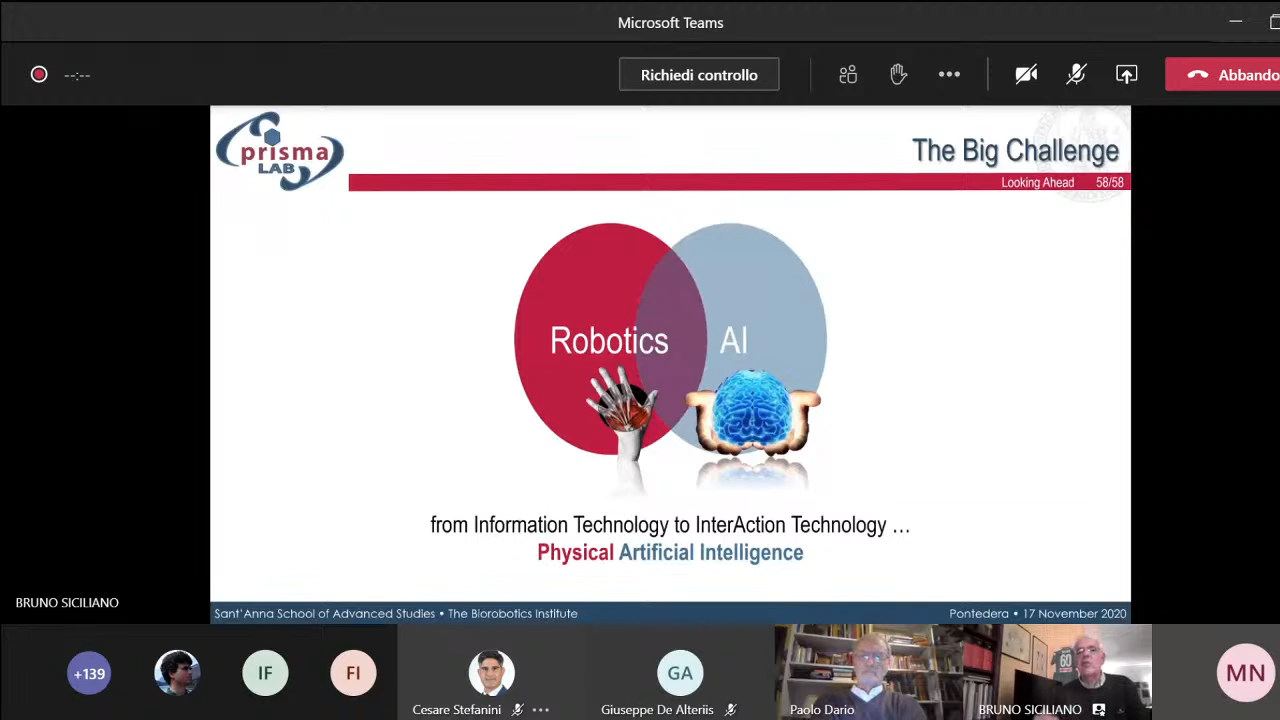 Microsoft Teams
--:--
Richiedi controllo
Abbando
prisma
LAB
The Big Challenge
Looking Ahead 58/58
Robotics AI
from Information Technology to InterAction Technology ...
Physical Artificial Intelligence
BRUNO SICILIANO
Sant'Anna School of Advanced Studies • The Biorobotics Institute
Pontedera • 17 November 2020
+139
IF
FI
Cesare Stefanini
GA
Giuseppe De Alteriis
Paolo Dario
60
BRUNO SICILIANO
MN